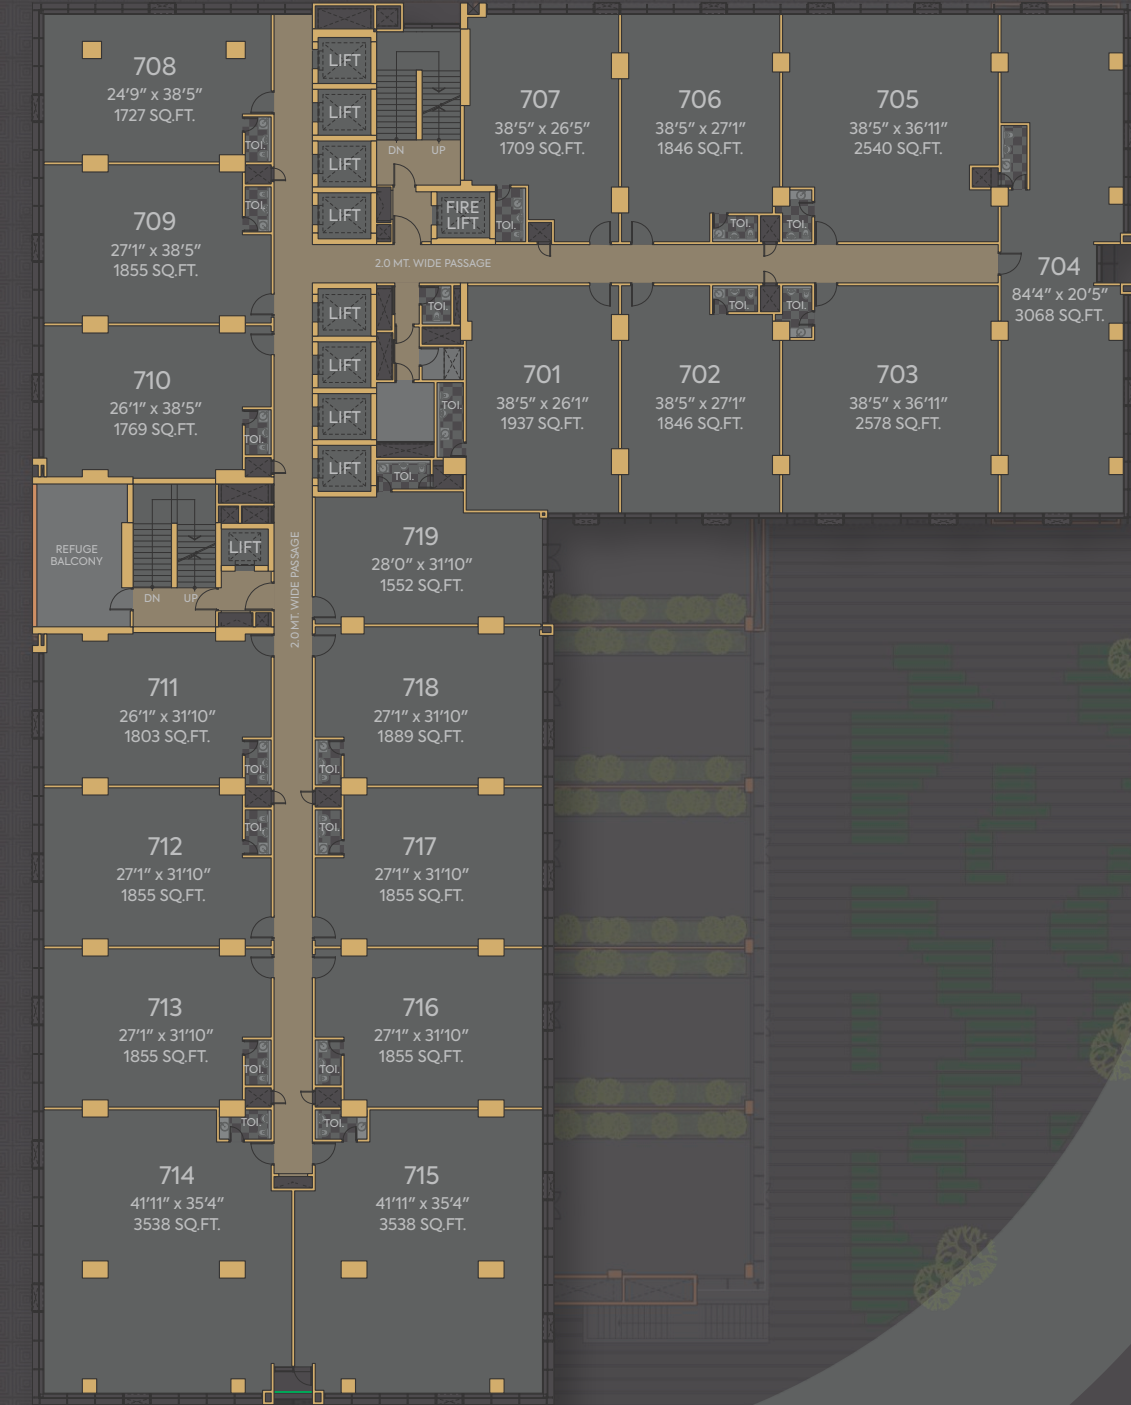 708
24'9" x 38'5"
1727 SQ.FT.
TOI.
LIFT
LIFT
LIFT
LIFT
DN
UP
FIRE
LIFT
TOI.
707
38'5" x 26'5"
1709 SQ.FT.
706
38'5" x 27'1"
1846 SQ.FT.
TOI.
TOI.
705
38'5" x 36'11"
2540 SQ.FT.
709
27'1" x 38'5"
1855 SQ.FT.
TOI.
2.0 MT. WIDE PASSAGE
704
84'4" x 20'5"
3068 SQ.FT.
710
26'1" x 38'5"
1769 SQ.FT.
TOI.
LIFT
LIFT
LIFT
LIFT
TOI.
TOI.
TOI.
701
38'5" x 26'1"
1937 SQ.FT.
TOI.
TOI.
702
38'5" x 27'1"
1846 SQ.FT.
703
38'5" x 36'11"
2578 SQ.FT.
REFUGE
BALCONY
DN
UP
LIFT
2.0 MT. WIDE PASSAGE
719
28'0" x 31'10"
1552 SQ.FT.
711
26'1" x 31'10"
1803 SQ.FT.
TOI.
TOI.
718
27'1" x 31'10"
1889 SQ.FT.
712
27'1" x 31'10"
1855 SQ.FT.
TOI.
TOI.
717
27'1" x 31'10"
1855 SQ.FT.
713
27'1" x 31'10"
1855 SQ.FT.
TOI.
TOI.
716
27'1" x 31'10"
1855 SQ.FT.
TOI.
TOI.
714
41'11" x 35'4"
3538 SQ.FT.
715
41'11" x 35'4"
3538 SQ.FT.